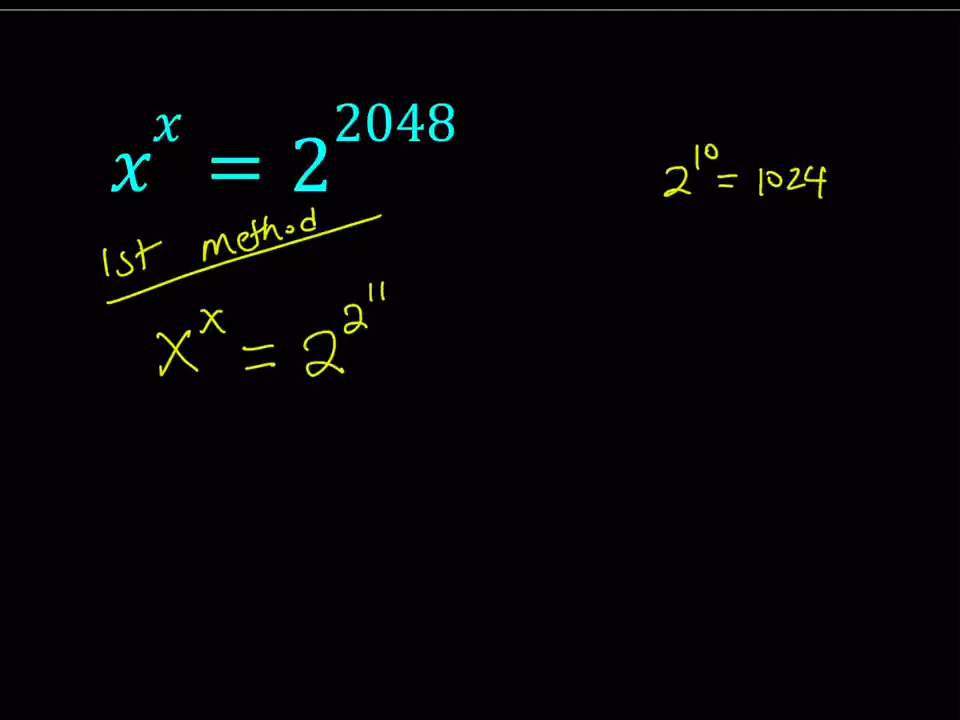 x^x = 2^2048
2^10 = 1024
1st method
x^x = 2^2^11